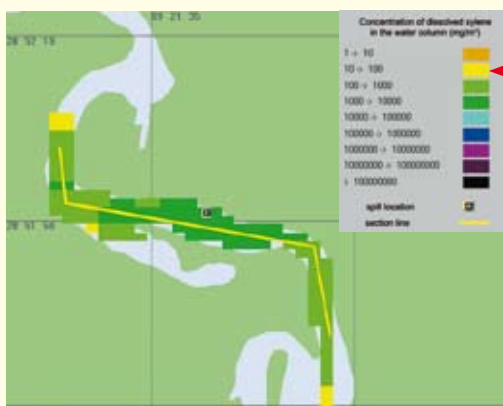 89 21 35
Concentration of dissolved xylene
in the water column (mg/m³)
28 52 10
1 -> 10
10 -> 100
100 -> 1000
1000 -> 10000
10000 -> 100000
100000 -> 1000000
1000000 -> 10000000
10000000 -> 100000000
> 100000000
spill location
section line
28 51 50